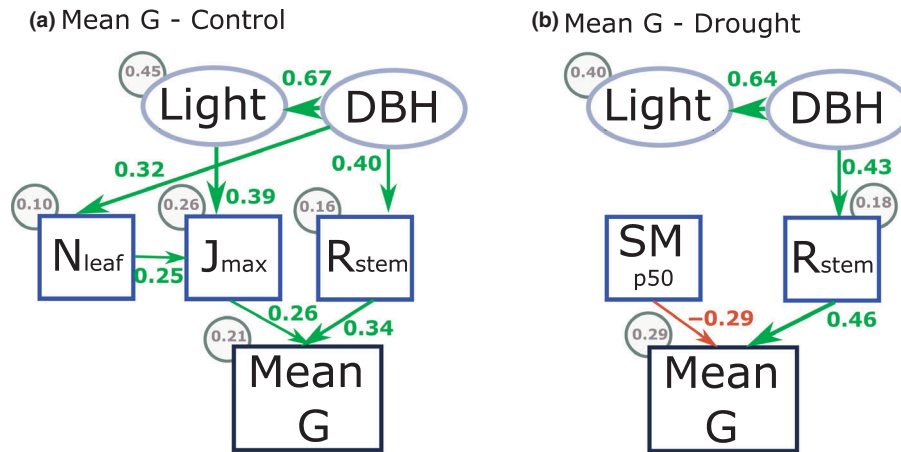 (a) Mean G - Control
0.45
0.67
Light
DBH
0.32
0.40
0.39
0.10
0.26
0.16
Nleaf
Jmax
Rstem
0.25
0.26
0.34
0.21
Mean
G
(b) Mean G - Drought
0.40
0.64
Light
DBH
0.43
0.18
SM
p50
Rstem
−0.29
0.46
0.29
Mean
G